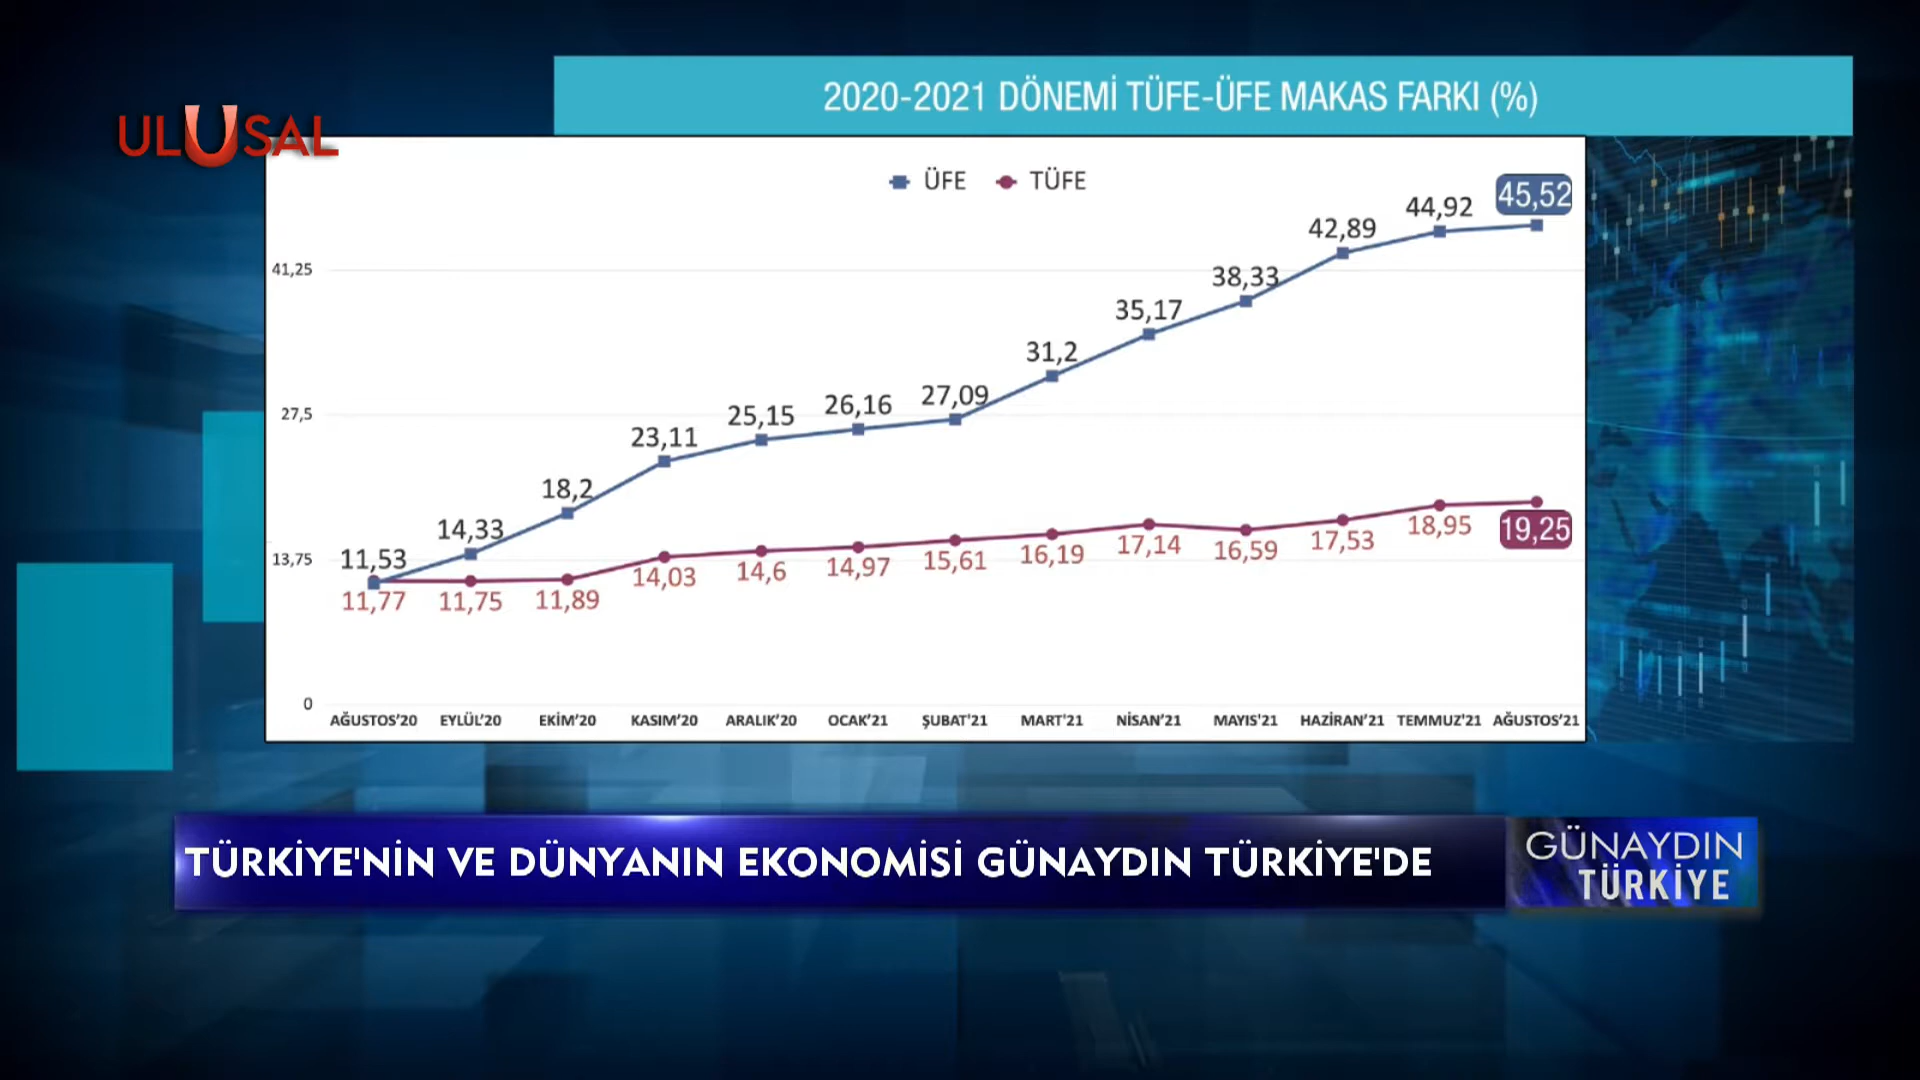 2020-2021 DÖNEMİ TÜFE-ÜFE MAKAS FARKI (%)
ULUSAL
ÜFE TÜFE
45,52
44,92
42,89
41,25
38,33
35,17
31,2
27,5
27,09
26,16
25,15
23,11
18,2
14,33
11,53
13,75
11,77 11,75 11,89 14,03 14,6 14,97 15,61 16,19 17,14 16,59 17,53 18,95 19,25
0
AĞUSTOS'20 EYLÜL'20 EKİM'20 KASIM'20 ARALIK'20 OCAK'21 ŞUBAT'21 MART'21 NİSAN'21 MAYIS'21 HAZİRAN'21 TEMMUZ'21 AĞUSTOS'21
TÜRKİYE'NİN VE DÜNYANIN EKONOMİSİ GÜNAYDIN TÜRKİYE'DE
GÜNAYDIN
TÜRKİYE